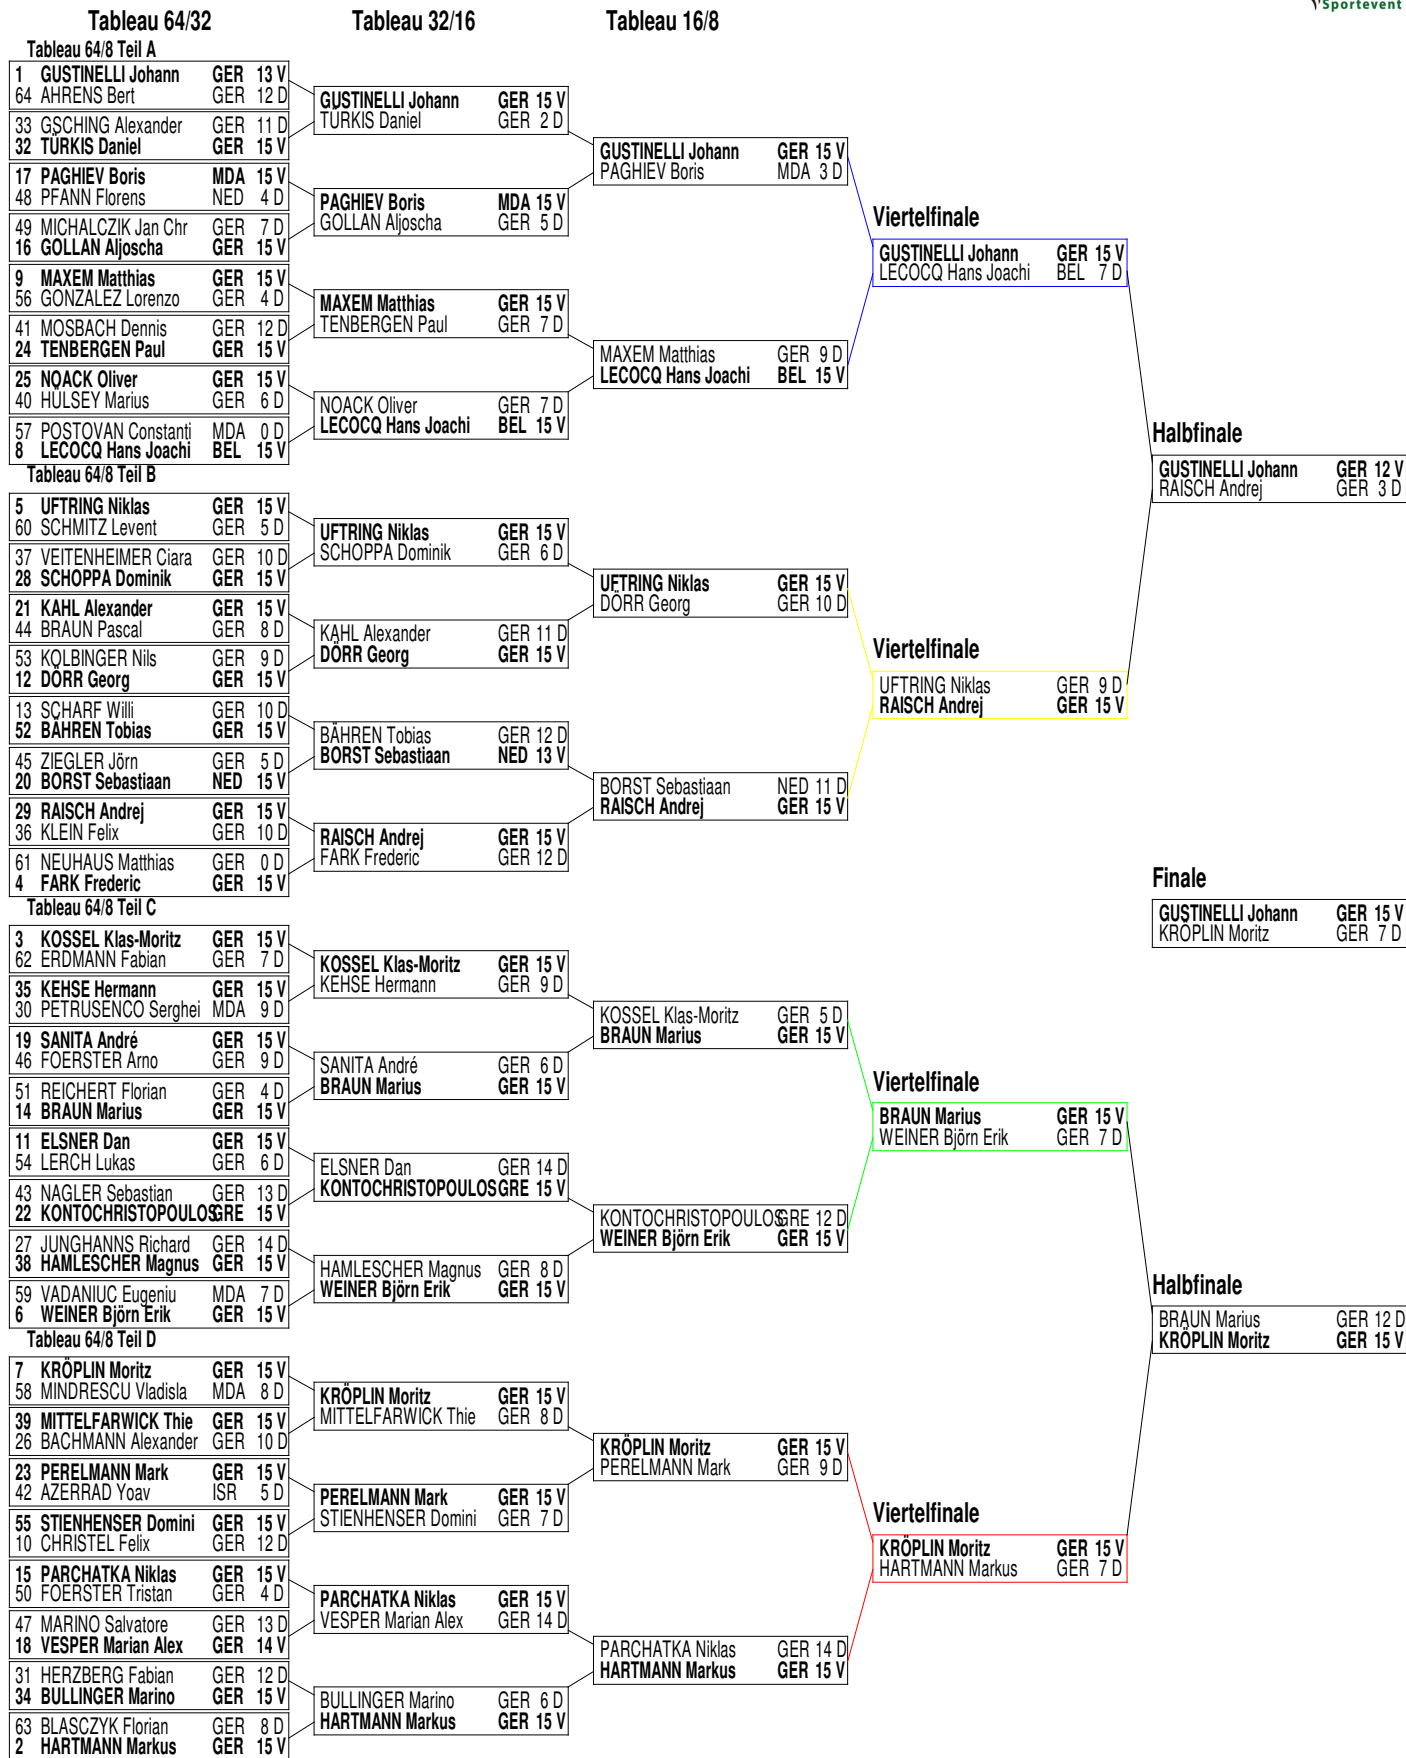 Sportevent
Tableau 64/32 Tableau 32/16 Tableau 16/8
Tableau 64/8 Teil A
1 GUSTINELLI Johann GER 13 V
64 AHRENS Bert GER 12 D
33 GSCHING Alexander GER 11 D
32 TÜRKIS Daniel GER 15 V
17 PAGHIEV Boris MDA 15 V
48 PFANN Florens NED 4 D
49 MICHALCZIK Jan Chr GER 7 D
16 GOLLAN Aljoscha GER 15 V
9 MAXEM Matthias GER 15 V
56 GONZALEZ Lorenzo GER 4 D
41 MOSBACH Dennis GER 12 D
24 TENBERGEN Paul GER 15 V
25 NOACK Oliver GER 15 V
40 HÜLSEY Marius GER 6 D
57 POSTOVAN Constanti MDA 0 D
8 LECOCQ Hans Joachi BEL 15 V
Tableau 64/8 Teil B
5 UFTRING Niklas GER 15 V
60 SCHMITZ Levent GER 5 D
37 VEITENHEIMER Ciara GER 10 D
28 SCHOPPA Dominik GER 15 V
21 KAHL Alexander GER 15 V
44 BRAUN Pascal GER 8 D
53 KOLBINGER Nils GER 9 D
12 DÖRR Georg GER 15 V
13 SCHARF Willi GER 10 D
52 BÄHREN Tobias GER 15 V
45 ZIEGLER Jörn GER 5 D
20 BORST Sebastiaan NED 15 V
29 RAISCH Andrej GER 15 V
36 KLEIN Felix GER 10 D
61 NEUHAUS Matthias GER 0 D
4 FARK Frederic GER 15 V
Tableau 64/8 Teil C
3 KOSSEL Klas-Moritz GER 15 V
62 ERDMANN Fabian GER 7 D
35 KEHSE Hermann GER 15 V
30 PETRUSENCO Serghei MDA 9 D
19 SANITA André GER 15 V
46 FOERSTER Arno GER 9 D
51 REICHERT Florian GER 4 D
14 BRAUN Marius GER 15 V
11 ELSNER Dan GER 15 V
54 LERCH Lukas GER 6 D
43 NAGLER Sebastian GER 13 D
22 KONTOCHRISTOPOULOS GRE 15 V
27 JUNGHANNS Richard GER 14 D
38 HAMLESCHER Magnus GER 15 V
59 VADANIUC Eugeniu MDA 7 D
6 WEINER Björn Erik GER 15 V
Tableau 64/8 Teil D
7 KRÖPLIN Moritz GER 15 V
58 MINDRESCU Vladisla MDA 8 D
39 MITTELFARWICK Thie GER 15 V
26 BACHMANN Alexander GER 10 D
23 PERELMANN Mark GER 15 V
42 AZERRAD Yoav ISR 5 D
55 STIENHENSER Domini GER 15 V
10 CHRISTEL Felix GER 12 D
15 PARCHATKA Niklas GER 15 V
50 FOERSTER Tristan GER 4 D
47 MARINO Salvatore GER 13 D
18 VESPER Marian Alex GER 14 V
31 HERZBERG Fabian GER 12 D
34 BULLINGER Marino GER 15 V
63 BLASCZYK Florian GER 8 D
2 HARTMANN Markus GER 15 V
GUSTINELLI Johann GER 15 V
TÜRKIS Daniel GER 2 D
PAGHIEV Boris MDA 15 V
GOLLAN Aljoscha GER 5 D
MAXEM Matthias GER 15 V
TENBERGEN Paul GER 7 D
NOACK Oliver GER 7 D
LECOCQ Hans Joachi BEL 15 V
UFTRING Niklas GER 15 V
SCHOPPA Dominik GER 6 D
KAHL Alexander GER 11 D
DÖRR Georg GER 15 V
BÄHREN Tobias GER 12 D
BORST Sebastiaan NED 13 V
RAISCH Andrej GER 15 V
FARK Frederic GER 12 D
KOSSEL Klas-Moritz GER 15 V
KEHSE Hermann GER 9 D
SANITA André GER 6 D
BRAUN Marius GER 15 V
ELSNER Dan GER 14 D
KONTOCHRISTOPOULOS GRE 15 V
HAMLESCHER Magnus GER 8 D
WEINER Björn Erik GER 15 V
KRÖPLIN Moritz GER 15 V
MITTELFARWICK Thie GER 8 D
PERELMANN Mark GER 15 V
STIENHENSER Domini GER 7 D
PARCHATKA Niklas GER 15 V
VESPER Marian Alex GER 14 D
BULLINGER Marino GER 6 D
HARTMANN Markus GER 15 V
GUSTINELLI Johann GER 15 V
PAGHIEV Boris MDA 3 D
MAXEM Matthias GER 9 D
LECOCQ Hans Joachi BEL 15 V
UFTRING Niklas GER 15 V
DÖRR Georg GER 10 D
BORST Sebastiaan NED 11 D
RAISCH Andrej GER 15 V
KOSSEL Klas-Moritz GER 5 D
BRAUN Marius GER 15 V
KONTOCHRISTOPOULOS GRE 12 D
WEINER Björn Erik GER 15 V
KRÖPLIN Moritz GER 15 V
PERELMANN Mark GER 9 D
PARCHATKA Niklas GER 14 D
HARTMANN Markus GER 15 V
Viertelfinale
GUSTINELLI Johann GER 15 V
LECOCQ Hans Joachi BEL 7 D
Viertelfinale
UFTRING Niklas GER 9 D
RAISCH Andrej GER 15 V
Viertelfinale
BRAUN Marius GER 15 V
WEINER Björn Erik GER 7 D
Viertelfinale
KRÖPLIN Moritz GER 15 V
HARTMANN Markus GER 7 D
Halbfinale
GUSTINELLI Johann GER 12 V
RAISCH Andrej GER 3 D
Finale
GUSTINELLI Johann GER 15 V
KRÖPLIN Moritz GER 7 D
Halbfinale
BRAUN Marius GER 12 D
KRÖPLIN Moritz GER 15 V